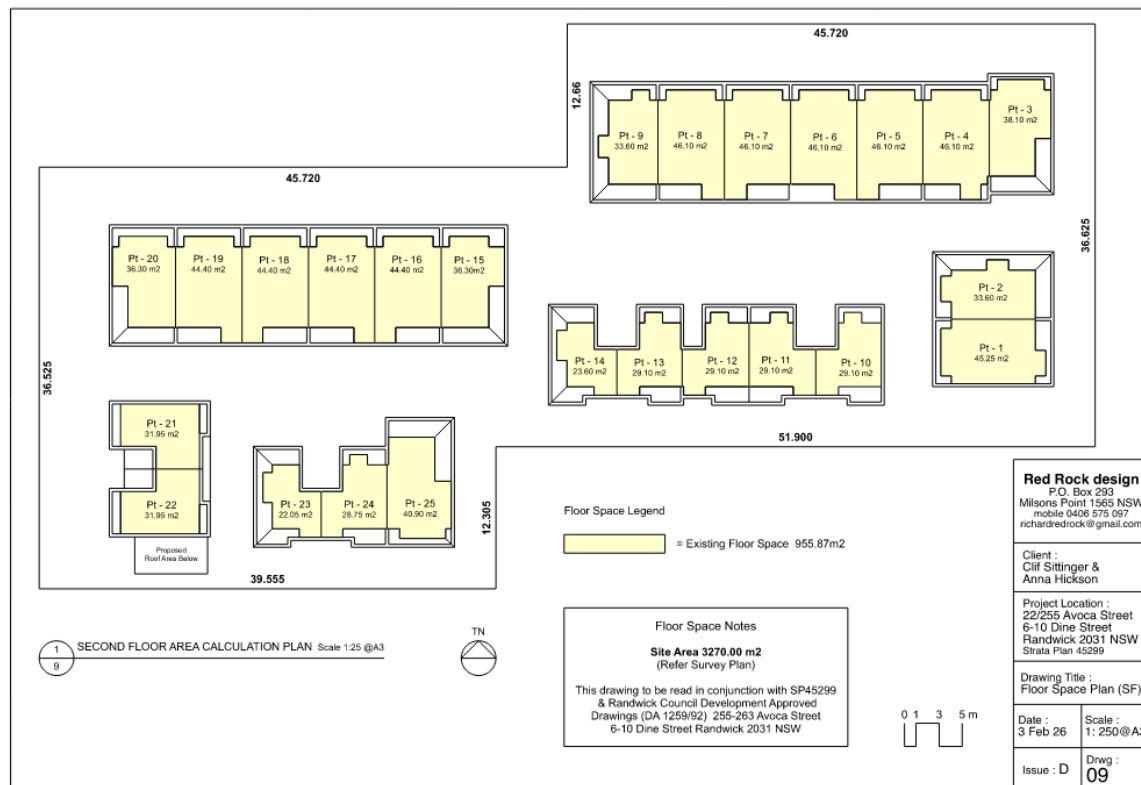 45.720
12.66
Pt - 9
33.60 m2
Pt - 8
46.10 m2
Pt - 7
46.10 m2
Pt - 6
46.10 m2
Pt - 5
46.10 m2
Pt - 4
46.10 m2
Pt - 3
38.10 m2
45.720
36.625
Pt - 20
36.30 m2
Pt - 19
44.40 m2
Pt - 18
44.40 m2
Pt - 17
44.40 m2
Pt - 16
44.40 m2
Pt - 15
36.30m2
Pt - 2
33.60 m2
Pt - 1
45.25 m2
Pt - 14
23.60 m2
Pt - 13
29.10 m2
Pt - 12
29.10 m2
Pt - 11
29.10 m2
Pt - 10
29.10 m2
36.525
51.900
Pt - 21
31.95 m2
Pt - 22
31.95 m2
Proposed
Roof Area Below
Pt - 23
22.05 m2
Pt - 24
28.75 m2
Pt - 25
40.90 m2
12.305
39.555
Floor Space Legend
= Existing Floor Space 955.87m2
1
9
SECOND FLOOR AREA CALCULATION PLAN Scale 1:25 @A3
TN
Floor Space Notes
Site Area 3270.00 m2
(Refer Survey Plan)
This drawing to be read in conjunction with SP45299
& Randwick Council Development Approved
Drawings (DA 1259/92) 255-263 Avoca Street
6-10 Dine Street Randwick 2031 NSW
0 1 3 5 m
Red Rock design
P.O. Box 293
Milsons Point 1565 NSW
mobile 0406 575 097
richardredrock@gmail.com
Client :
Clif Sittinger &
Anna Hickson
Project Location :
22/255 Avoca Street
6-10 Dine Street
Randwick 2031 NSW
Strata Plan 45299
Drawing Title :
Floor Space Plan (SF)
Date :
3 Feb 26
Scale :
1: 250@A3
Issue : D
Drwg :
09